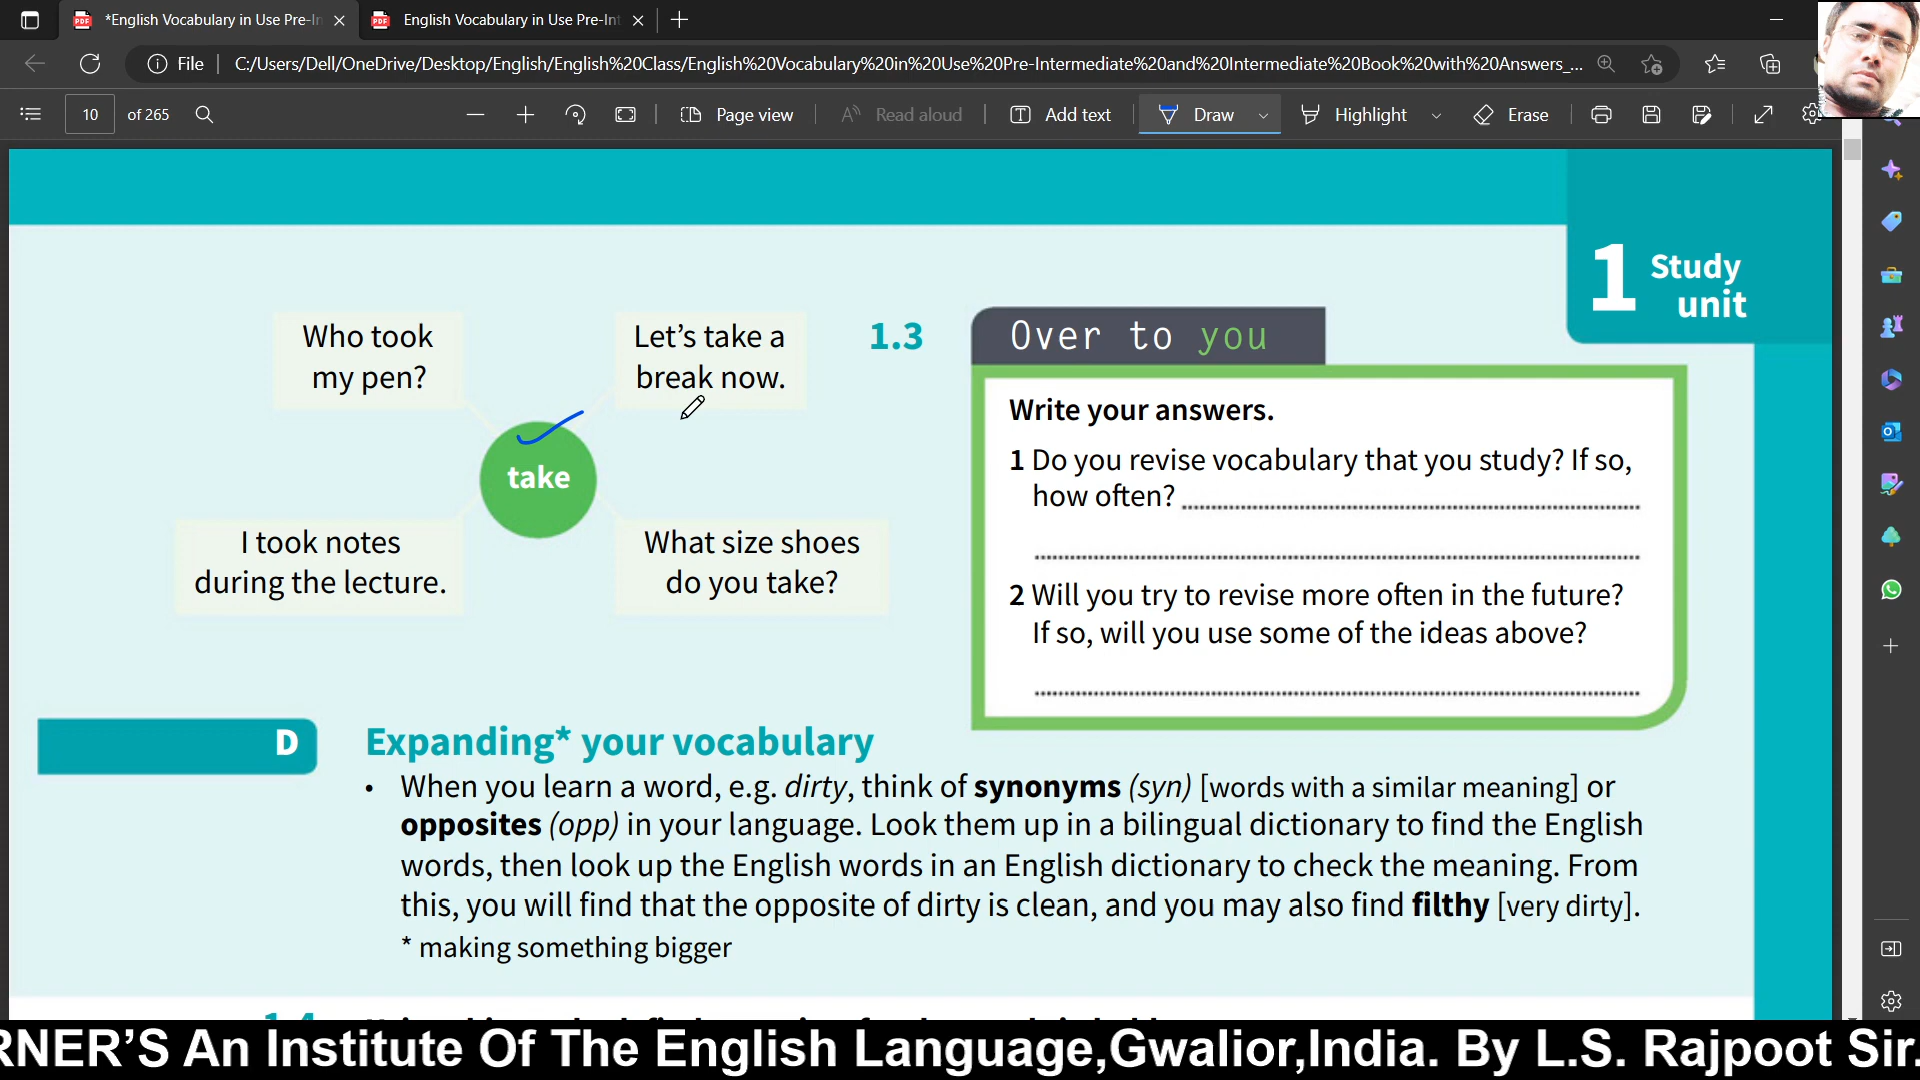 *English Vocabulary in Use Pre-In
English Vocabulary in Use Pre-Int
File
C:/Users/Dell/OneDrive/Desktop/English/English%20Class/English%20Vocabulary%20in%20Use%20Pre-Intermediate%20and%20Intermediate%20Book%20with%20Answers_...
10 of 265
Page view
Read aloud
Add text
Draw
Highlight
Erase
1 Study
unit
Who took
my pen?
Let's take a
break now.
take
I took notes
during the lecture.
What size shoes
do you take?
1.3 Over to you
Write your answers.
1 Do you revise vocabulary that you study? If so,
how often?
2 Will you try to revise more often in the future?
If so, will you use some of the ideas above?
D Expanding* your vocabulary
• When you learn a word, e.g. dirty, think of synonyms (syn) [words with a similar meaning] or
opposites (opp) in your language. Look them up in a bilingual dictionary to find the English
words, then look up the English words in an English dictionary to check the meaning. From
this, you will find that the opposite of dirty is clean, and you may also find filthy [very dirty].
* making something bigger
RNER'S An Institute Of The English Language,Gwalior,India. By L.S. Rajpoot Sir.